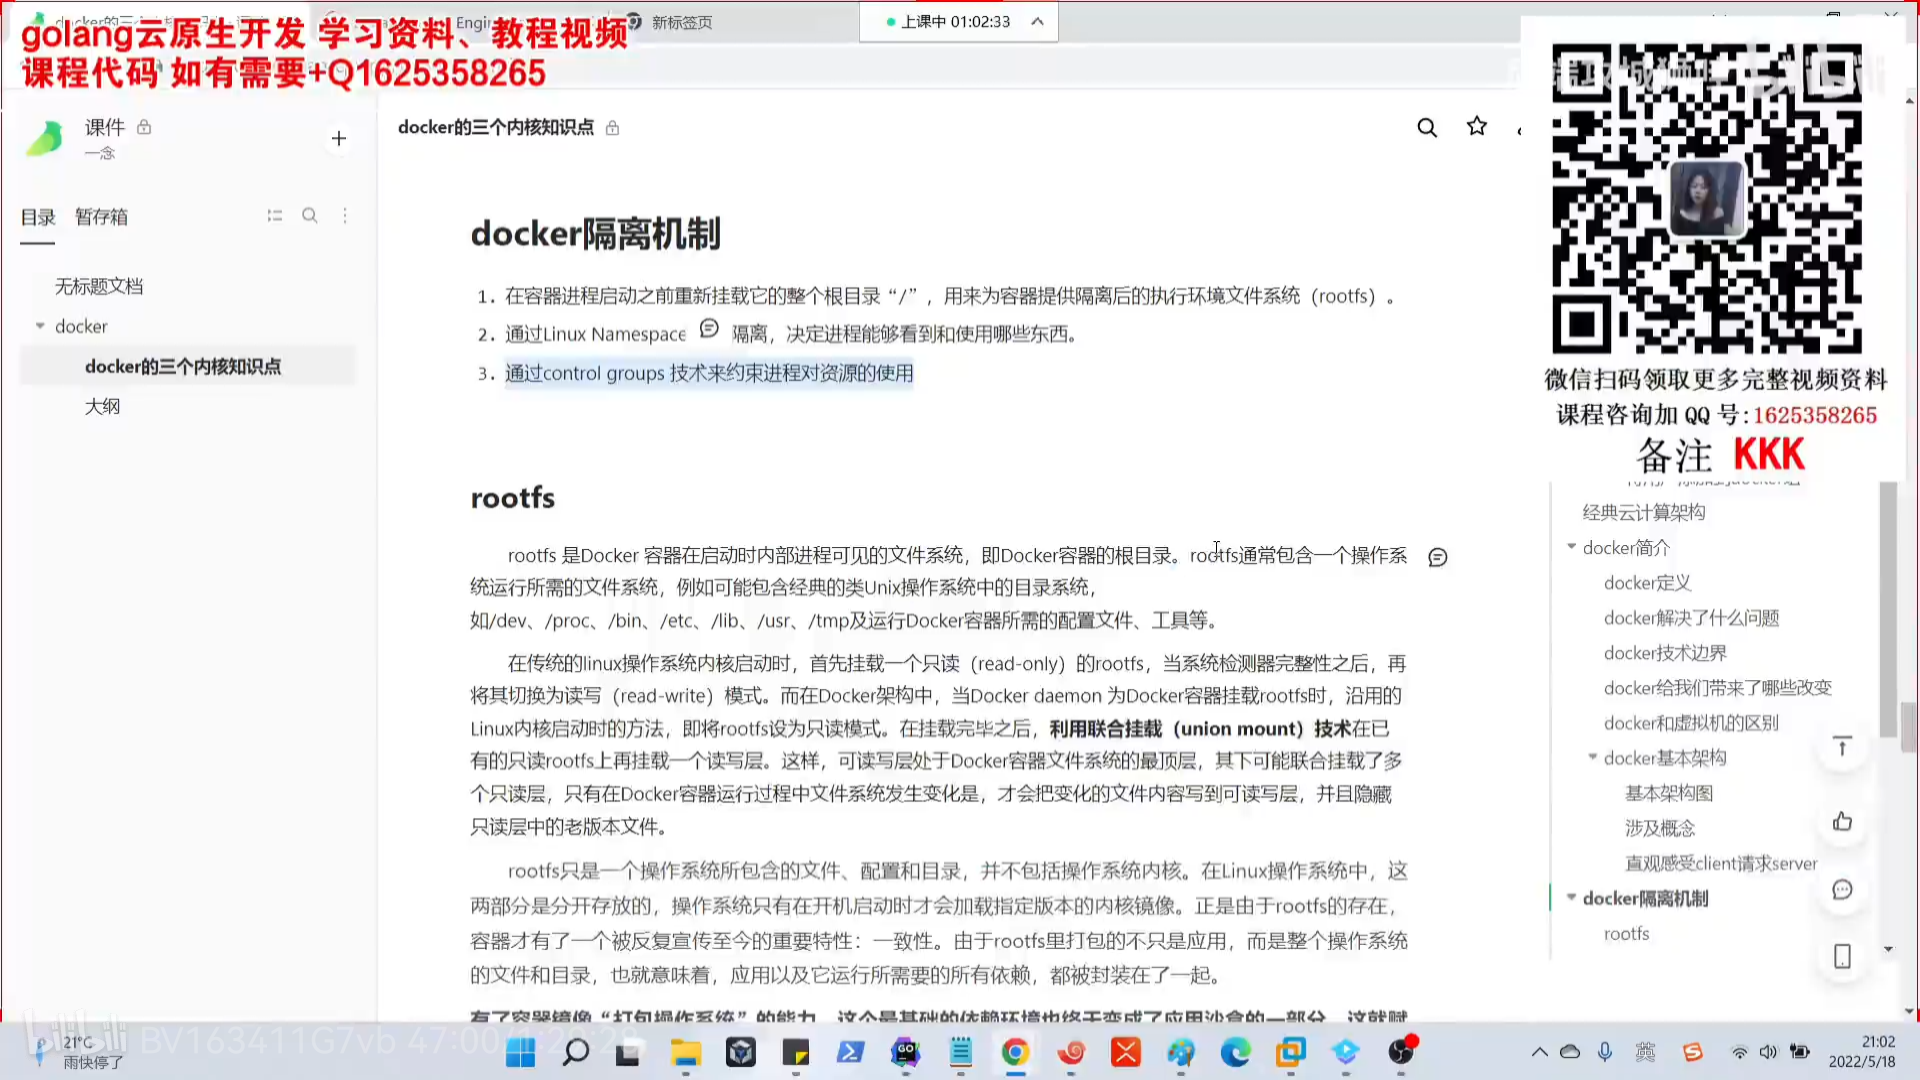 golang云原生开发 学习资料、教程视频
课程代码 如有需要+Q1625358265
新标签页
上课中 01:02:33
课件
一念
目录 暂存箱
无标题文档
docker
docker的三个内核知识点
大纲
docker的三个内核知识点
docker隔离机制
1. 在容器进程启动之前重新挂载它的整个根目录“/”，用来为容器提供隔离后的执行环境文件系统（rootfs）。
2. 通过Linux Namespace 隔离，决定进程能够看到和使用哪些东西。
3. 通过control groups 技术来约束进程对资源的使用
rootfs
rootfs 是Docker 容器在启动时内部进程可见的文件系统，即Docker容器的根目录。rootfs通常包含一个操作系
统运行所需的文件系统，例如可能包含经典的类Unix操作系统中的目录系统，
如/dev、/proc、/bin、/etc、/lib、/usr、/tmp及运行Docker容器所需的配置文件、工具等。
在传统的linux操作系统内核启动时，首先挂载一个只读（read-only）的rootfs，当系统检测器完整性之后，再
将其切换为读写（read-write）模式。而在Docker架构中，当Docker daemon 为Docker容器挂载rootfs时，沿用的
Linux内核启动时的方法，即将rootfs设为只读模式。在挂载完毕之后，利用联合挂载（union mount）技术在已
有的只读rootfs上再挂载一个读写层。这样，可读写层处于Docker容器文件系统的最顶层，其下可能联合挂载了多
个只读层，只有在Docker容器运行过程中文件系统发生变化是，才会把变化的文件内容写到可读写层，并且隐藏
只读层中的老版本文件。
rootfs只是一个操作系统所包含的文件、配置和目录，并不包括操作系统内核。在Linux操作系统中，这
两部分是分开存放的，操作系统只有在开机启动时才会加载指定版本的内核镜像。正是由于rootfs的存在，
容器才有了一个被反复宣传至今的重要特性：一致性。由于rootfs里打包的不只是应用，而是整个操作系统
的文件和目录，也就意味着，应用以及它运行所需要的所有依赖，都被封装在了一起。
有了容器镜像“打包操作系统”的能力，这个最基础的依赖环境也终于变成了应用沙盒的一部分。这就赋
微信扫码领取更多完整视频资料
课程咨询加 QQ 号:1625358265
备注 KKK
经典云计算架构
docker简介
docker定义
docker解决了什么问题
docker技术边界
docker给我们带来了哪些改变
docker和虚拟机的区别
docker基本架构
基本架构图
涉及概念
直观感受client请求server
docker隔离机制
rootfs
bilibili BV163411G7vb 47:00/1:29:28
21°C
雨快停了
英
21:02
2022/5/18